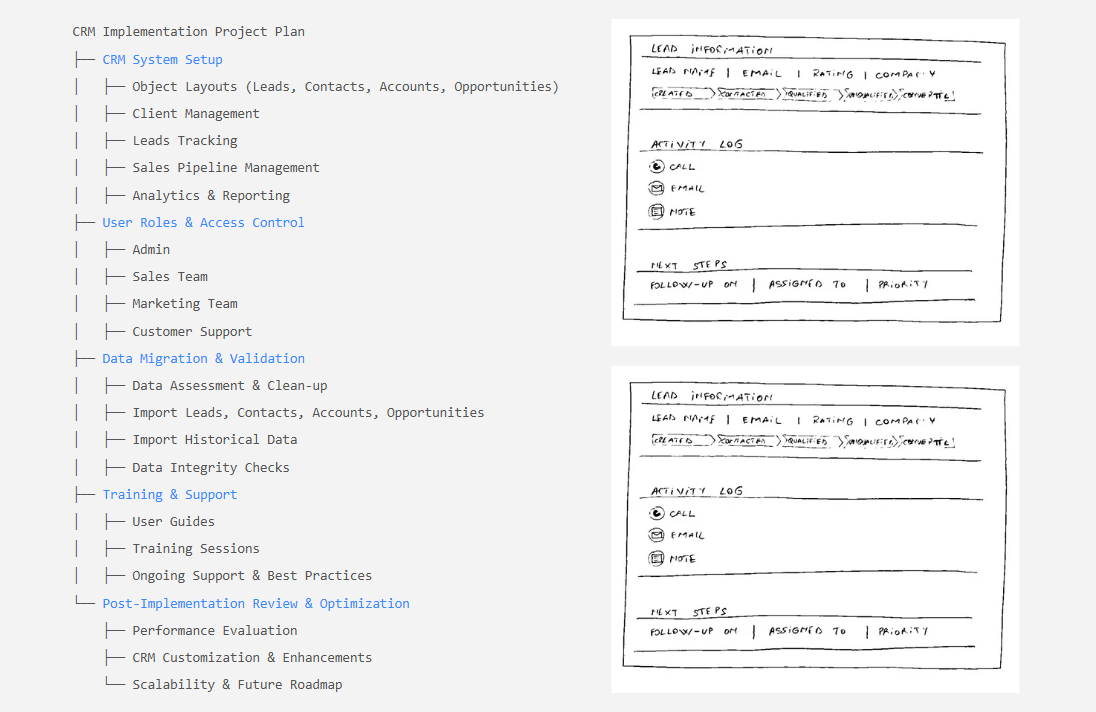 CRM Implementation Project Plan
├── CRM System Setup
│   ├── Object Layouts (Leads, Contacts, Accounts, Opportunities)
│   ├── Client Management
│   ├── Leads Tracking
│   ├── Sales Pipeline Management
│   ├── Analytics & Reporting
├── User Roles & Access Control
│   ├── Admin
│   ├── Sales Team
│   ├── Marketing Team
│   ├── Customer Support
├── Data Migration & Validation
│   ├── Data Assessment & Clean-up
│   ├── Import Leads, Contacts, Accounts, Opportunities
│   ├── Import Historical Data
│   ├── Data Integrity Checks
├── Training & Support
│   ├── User Guides
│   ├── Training Sessions
│   ├── Ongoing Support & Best Practices
└── Post-Implementation Review & Optimization
    ├── Performance Evaluation
    ├── CRM Customization & Enhancements
    └── Scalability & Future Roadmap
LEAD INFORMATION
LEAD NAME | EMAIL | RATING | COMPANY
CREATED CONTACTED QUALIFIED UNQUALIFIED CONVERTED
ACTIVITY LOG
CALL
EMAIL
NOTE
NEXT STEPS
FOLLOW-UP ON | ASSIGNED TO | PRIORITY
LEAD INFORMATION
LEAD NAME | EMAIL | RATING | COMPANY
CREATED CONTACTED QUALIFIED UNQUALIFIED CONVERTED
ACTIVITY LOG
CALL
EMAIL
NOTE
NEXT STEPS
FOLLOW-UP ON | ASSIGNED TO | PRIORITY